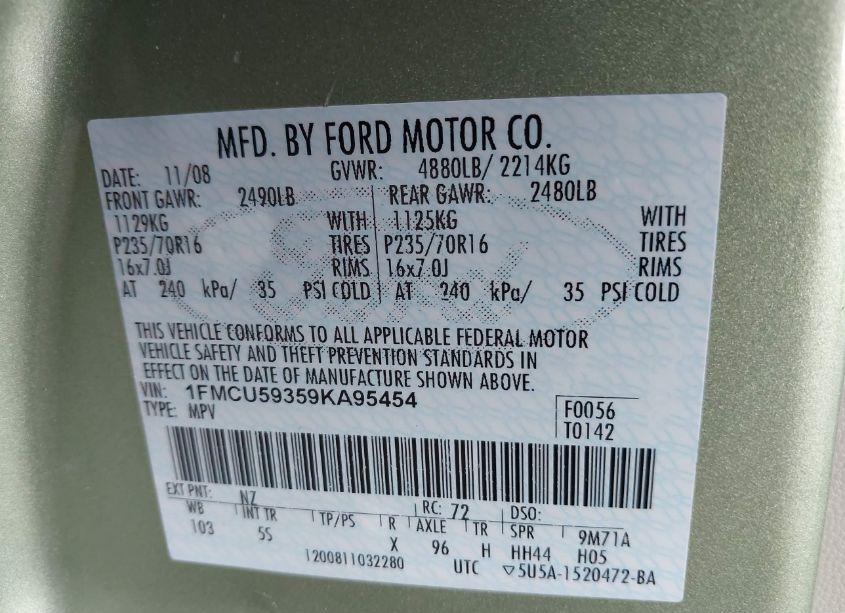 MFD. BY FORD MOTOR CO.
DATE: 11/08 GVWR: 4880LB/ 2214KG
FRONT GAWR: 2490LB REAR GAWR: 2480LB
1129KG WITH 1125KG WITH
P235/70R16 TIRES P235/70R16 TIRES
16x7.0J RIMS 16x7.0J RIMS
AT 240 kPa/ 35 PSI COLD AT 240 kPa/ 35 PSI COLD
THIS VEHICLE CONFORMS TO ALL APPLICABLE FEDERAL MOTOR
VEHICLE SAFETY AND THEFT PREVENTION STANDARDS IN
EFFECT ON THE DATE OF MANUFACTURE SHOWN ABOVE.
VIN: 1FMCU59359KA95454
TYPE: MPV
F0056
T0142
EXT PNT: NZ RC: 72 DSO:
WB INT TR TP/PS R AXLE TR SPR 9M71A
103 5S X 96 H HH44 H05
1200811032280 UTC ▽5U5A-1520472-BA